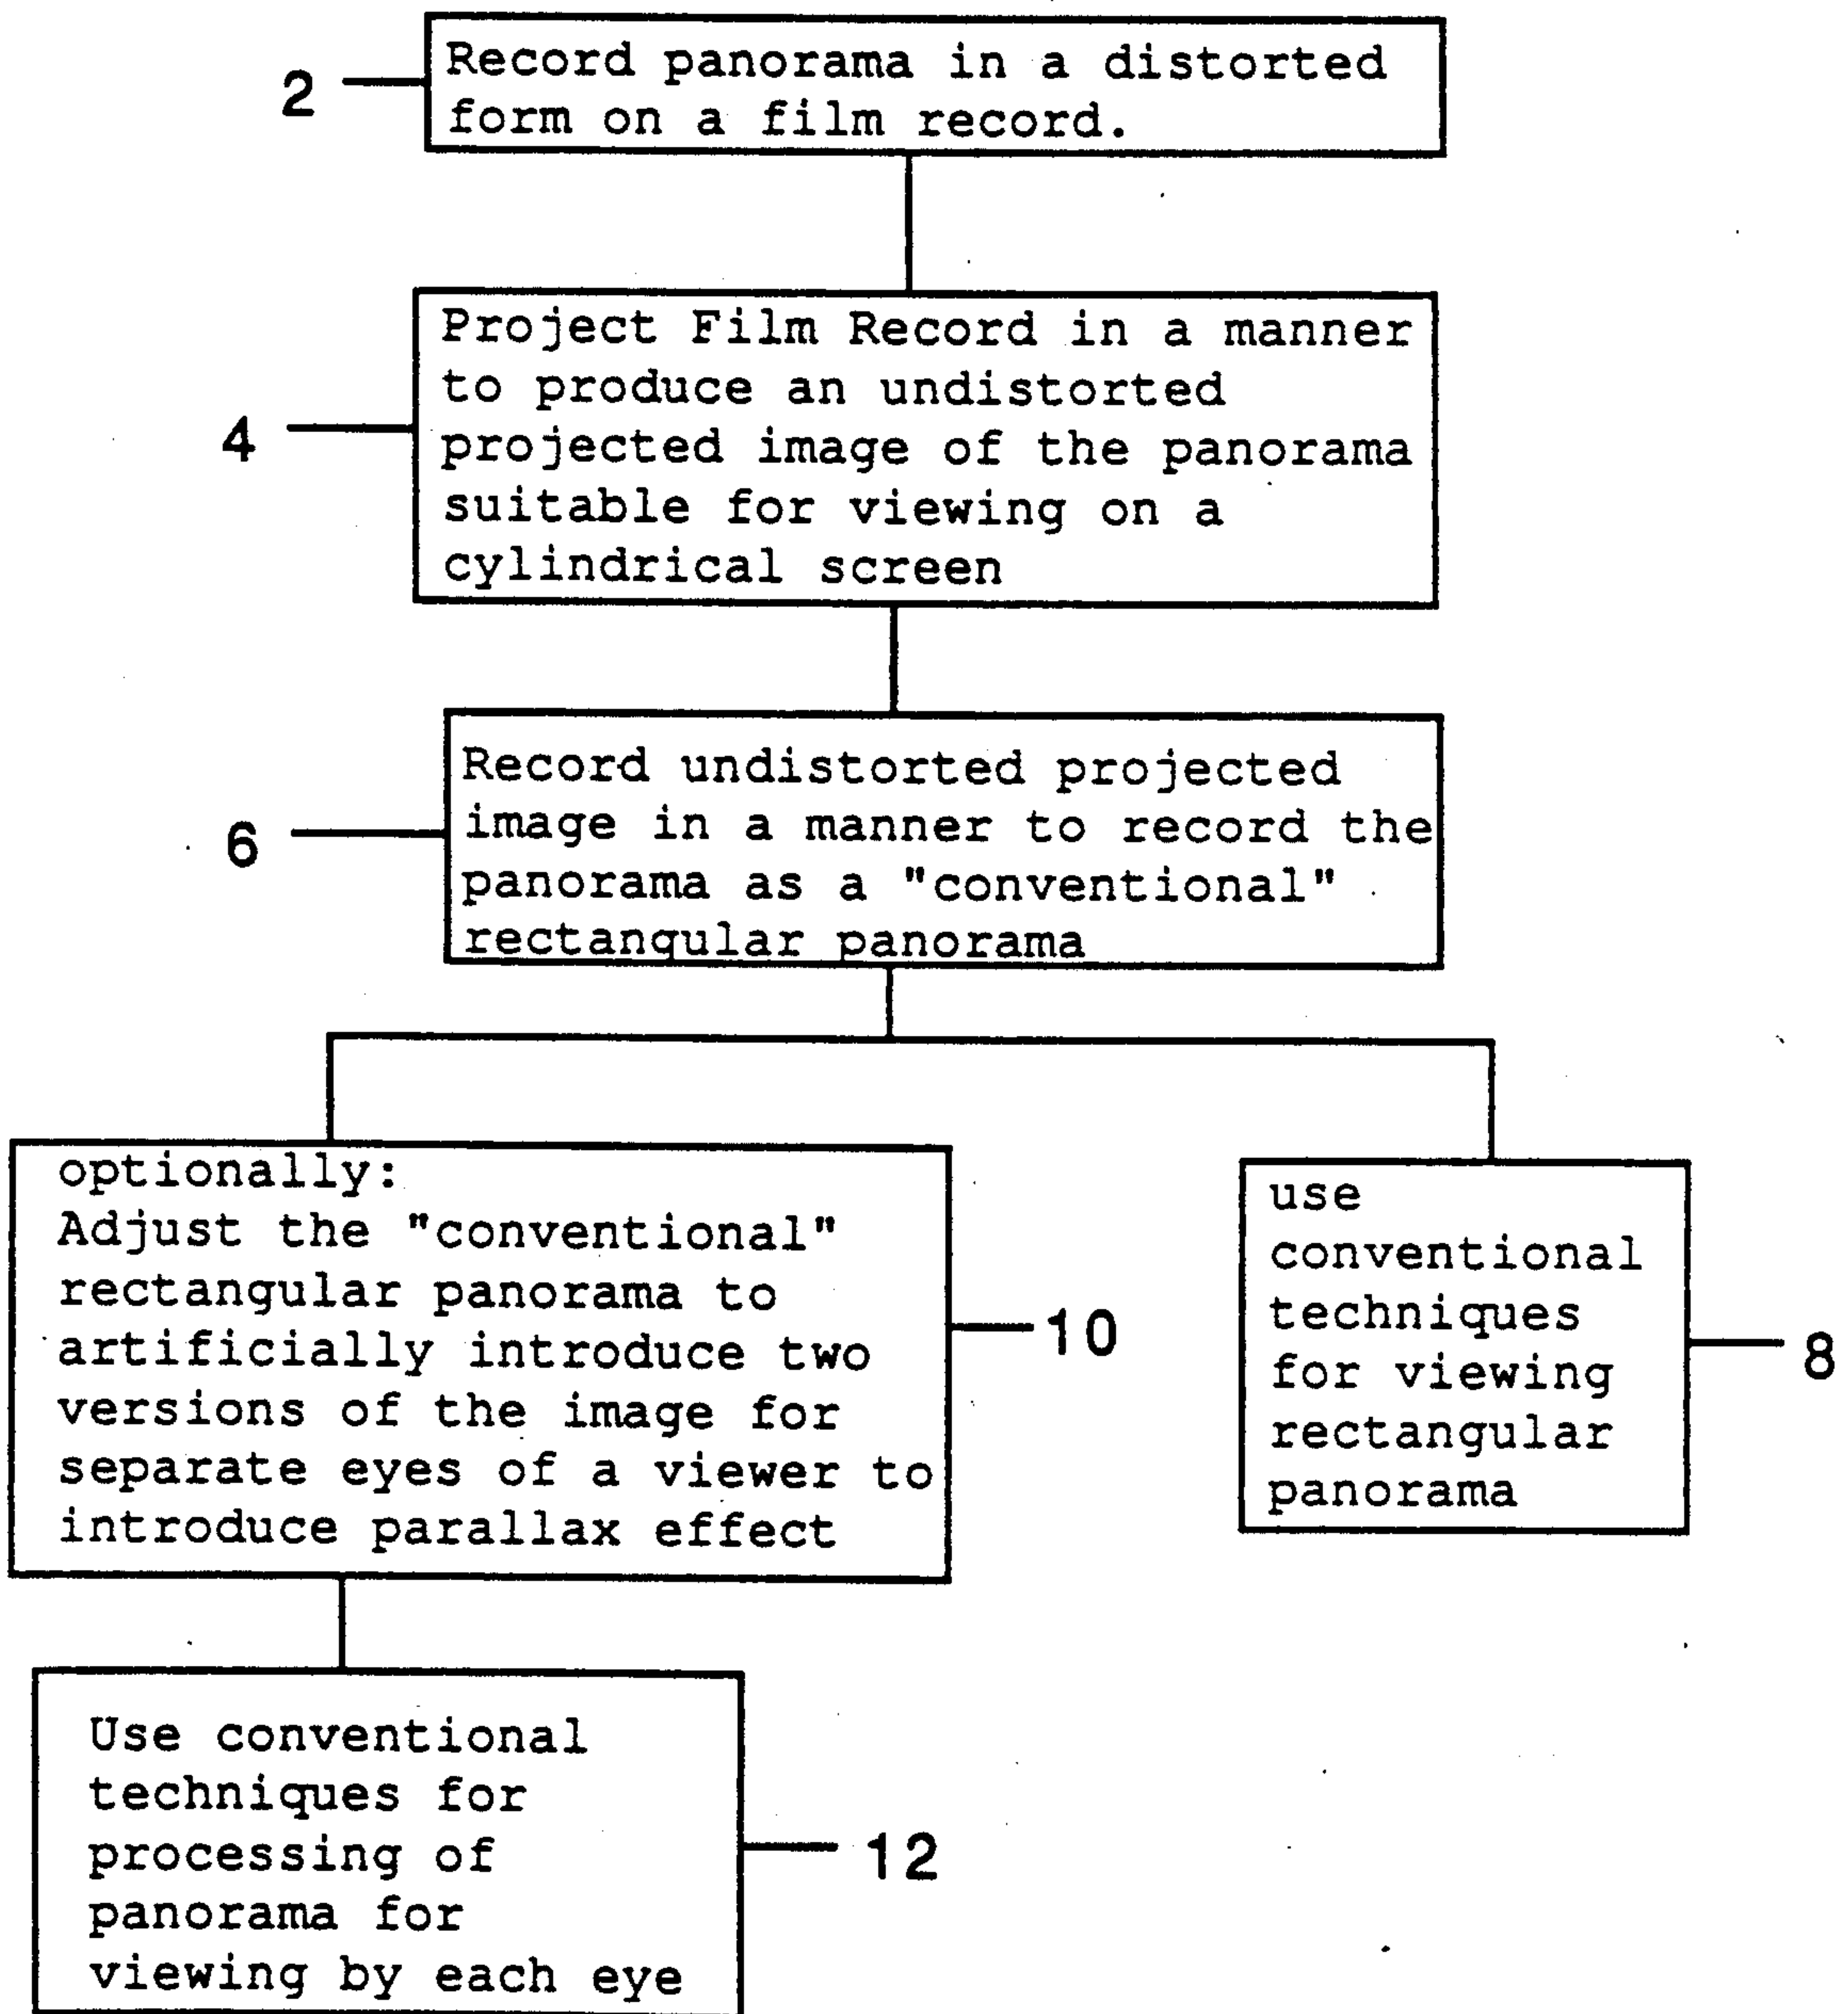 2
Record panorama in a distorted
form on a film record.
4
Project Film Record in a manner
to produce an undistorted
projected image of the panorama
suitable for viewing on a
cylindrical screen
6
Record undistorted projected
image in a manner to record the
panorama as a "conventional"
rectangular panorama
optionally:
Adjust the "conventional"
rectangular panorama to
artificially introduce two
versions of the image for
separate eyes of a viewer to
introduce parallax effect
10
use
conventional
techniques
for viewing
rectangular
panorama
8
Use conventional
techniques for
processing of
panorama for
viewing by each eye
12